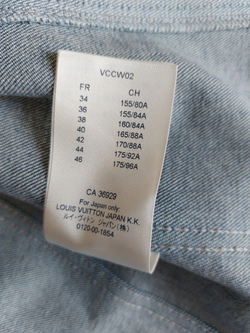 VCCW02
FR CH
34 155/80A
36 155/84A
38 160/84A
40 165/88A
42 170/88A
44 175/92A
46 175/96A
CA 36929
For Japan only:
LOUIS VUITTON JAPAN K.K.
ルイ・ヴィトン ジャパン(株)
0120-00-1854